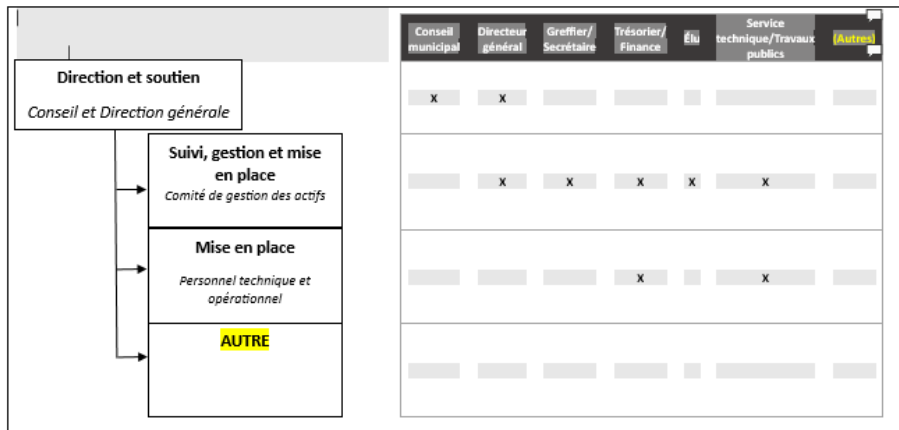 Conseil municipal
Directeur général
Greffier/ Secrétaire
Trésorier/ Finance
Élu
Service technique/Travaux publics
(Autres)
Direction et soutien
Conseil et Direction générale
x x
Suivi, gestion et mise
en place
Comité de gestion des actifs
x x x x x
Mise en place
Personnel technique et
opérationnel
x x
AUTRE